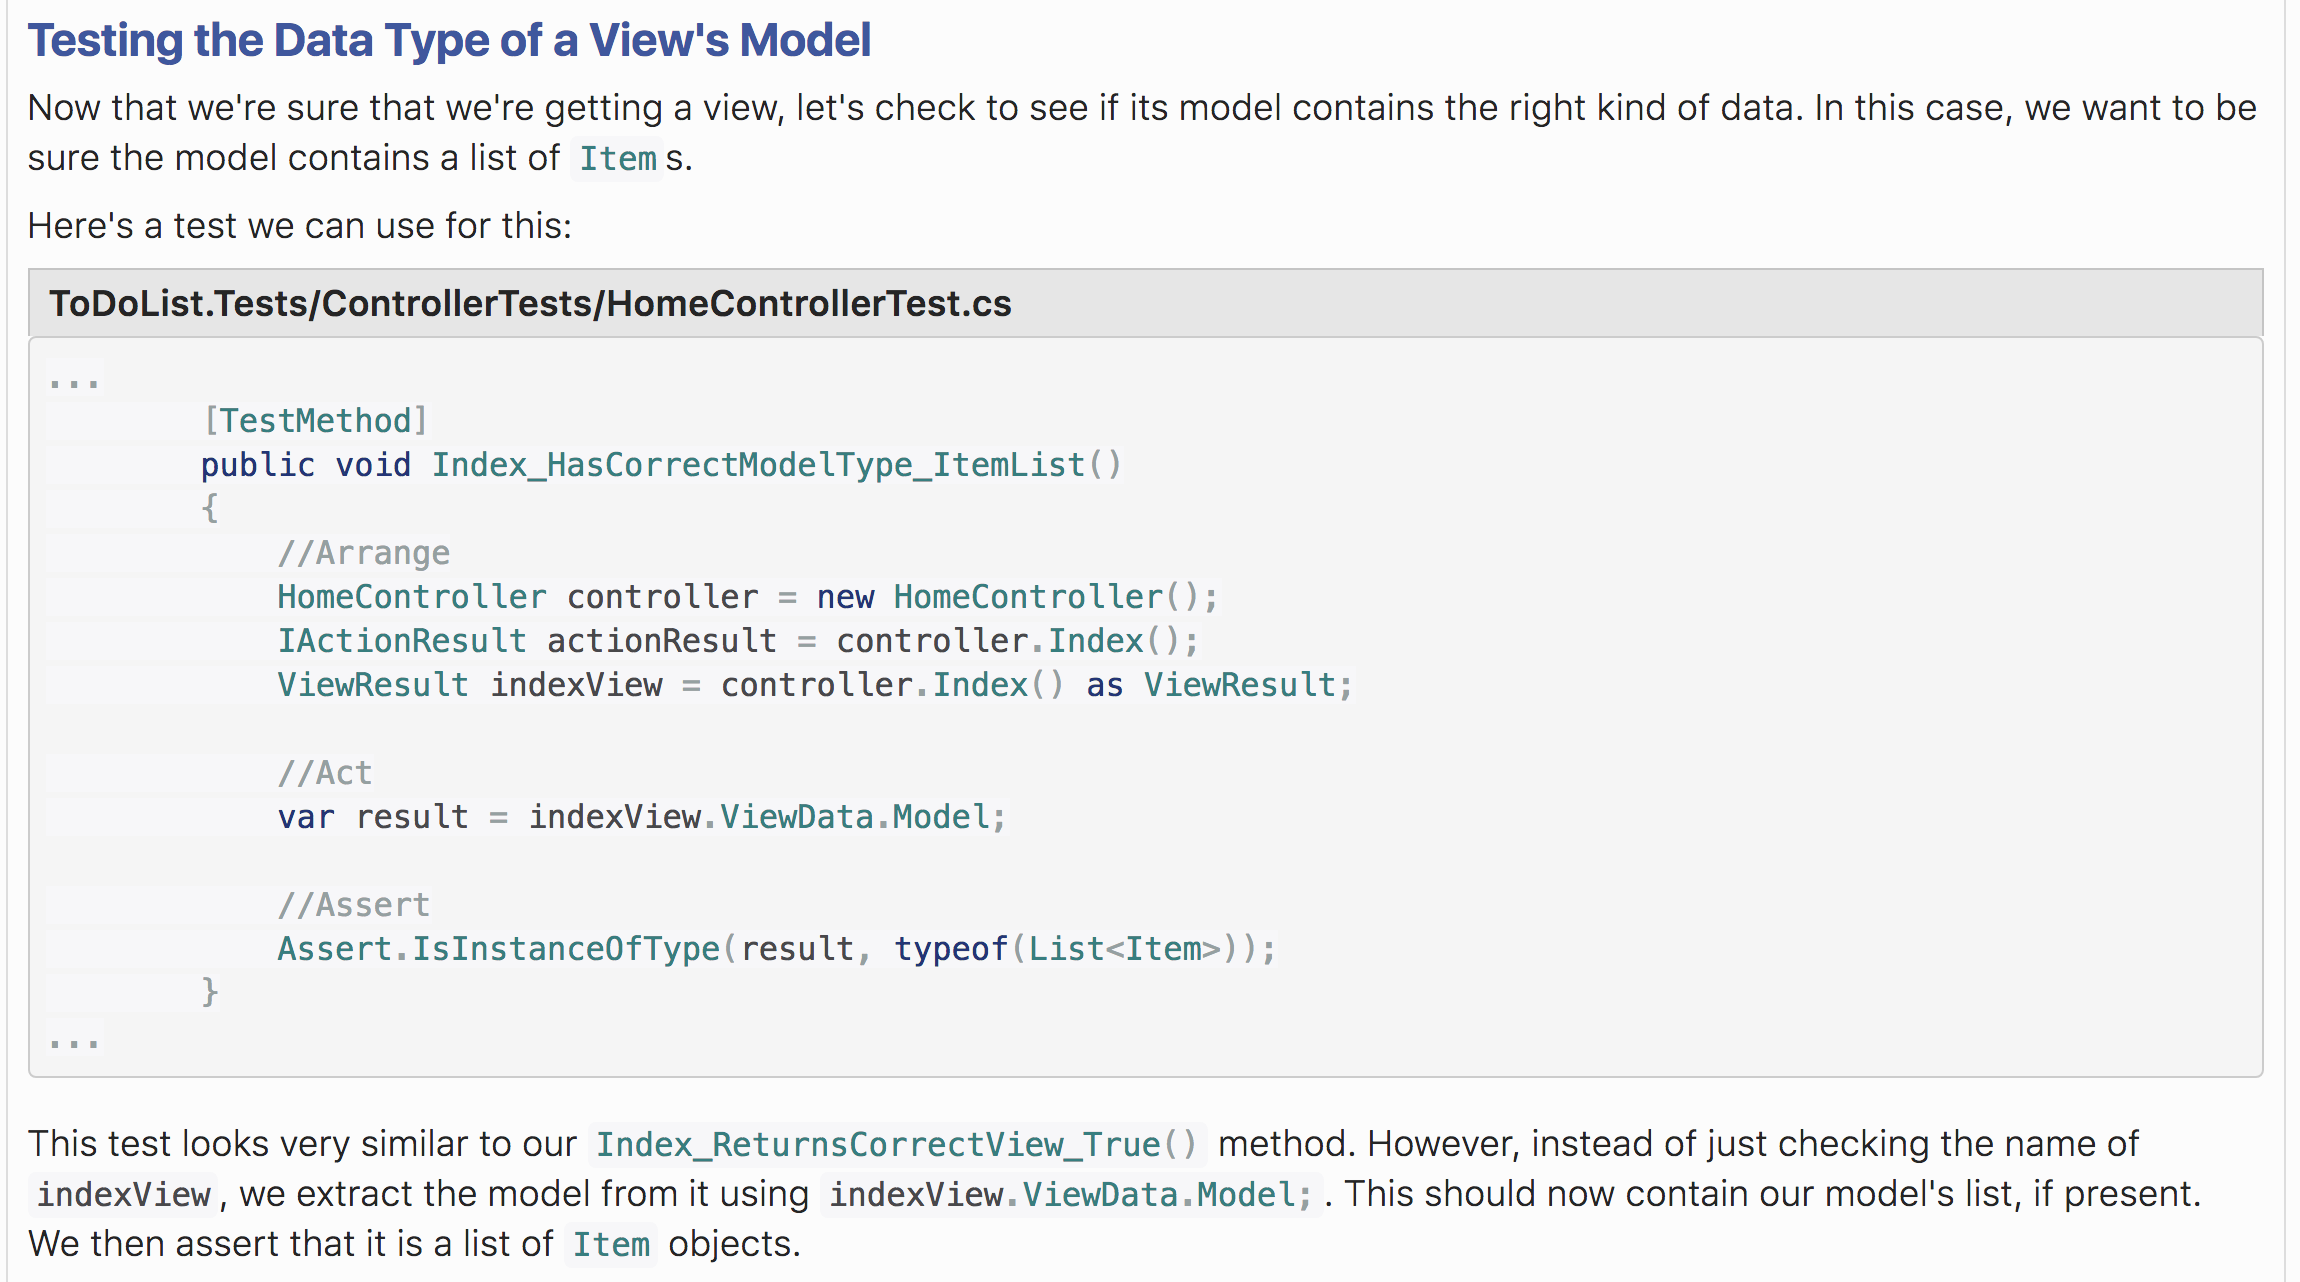 Testing the Data Type of a View's Model
Now that we're sure that we're getting a view, let's check to see if its model contains the right kind of data. In this case, we want to be
sure the model contains a list of Item s.
Here's a test we can use for this:
ToDoList.Tests/ControllerTests/HomeControllerTest.cs
...
        [TestMethod]
        public void Index_HasCorrectModelType_ItemList()
        {
            //Arrange
            HomeController controller = new HomeController();
            IActionResult actionResult = controller.Index();
            ViewResult indexView = controller.Index() as ViewResult;

            //Act
            var result = indexView.ViewData.Model;

            //Assert
            Assert.IsInstanceOfType(result, typeof(List<Item>));
        }
...
This test looks very similar to our Index_ReturnsCorrectView_True() method. However, instead of just checking the name of
indexView , we extract the model from it using indexView.ViewData.Model; . This should now contain our model's list, if present.
We then assert that it is a list of Item objects.